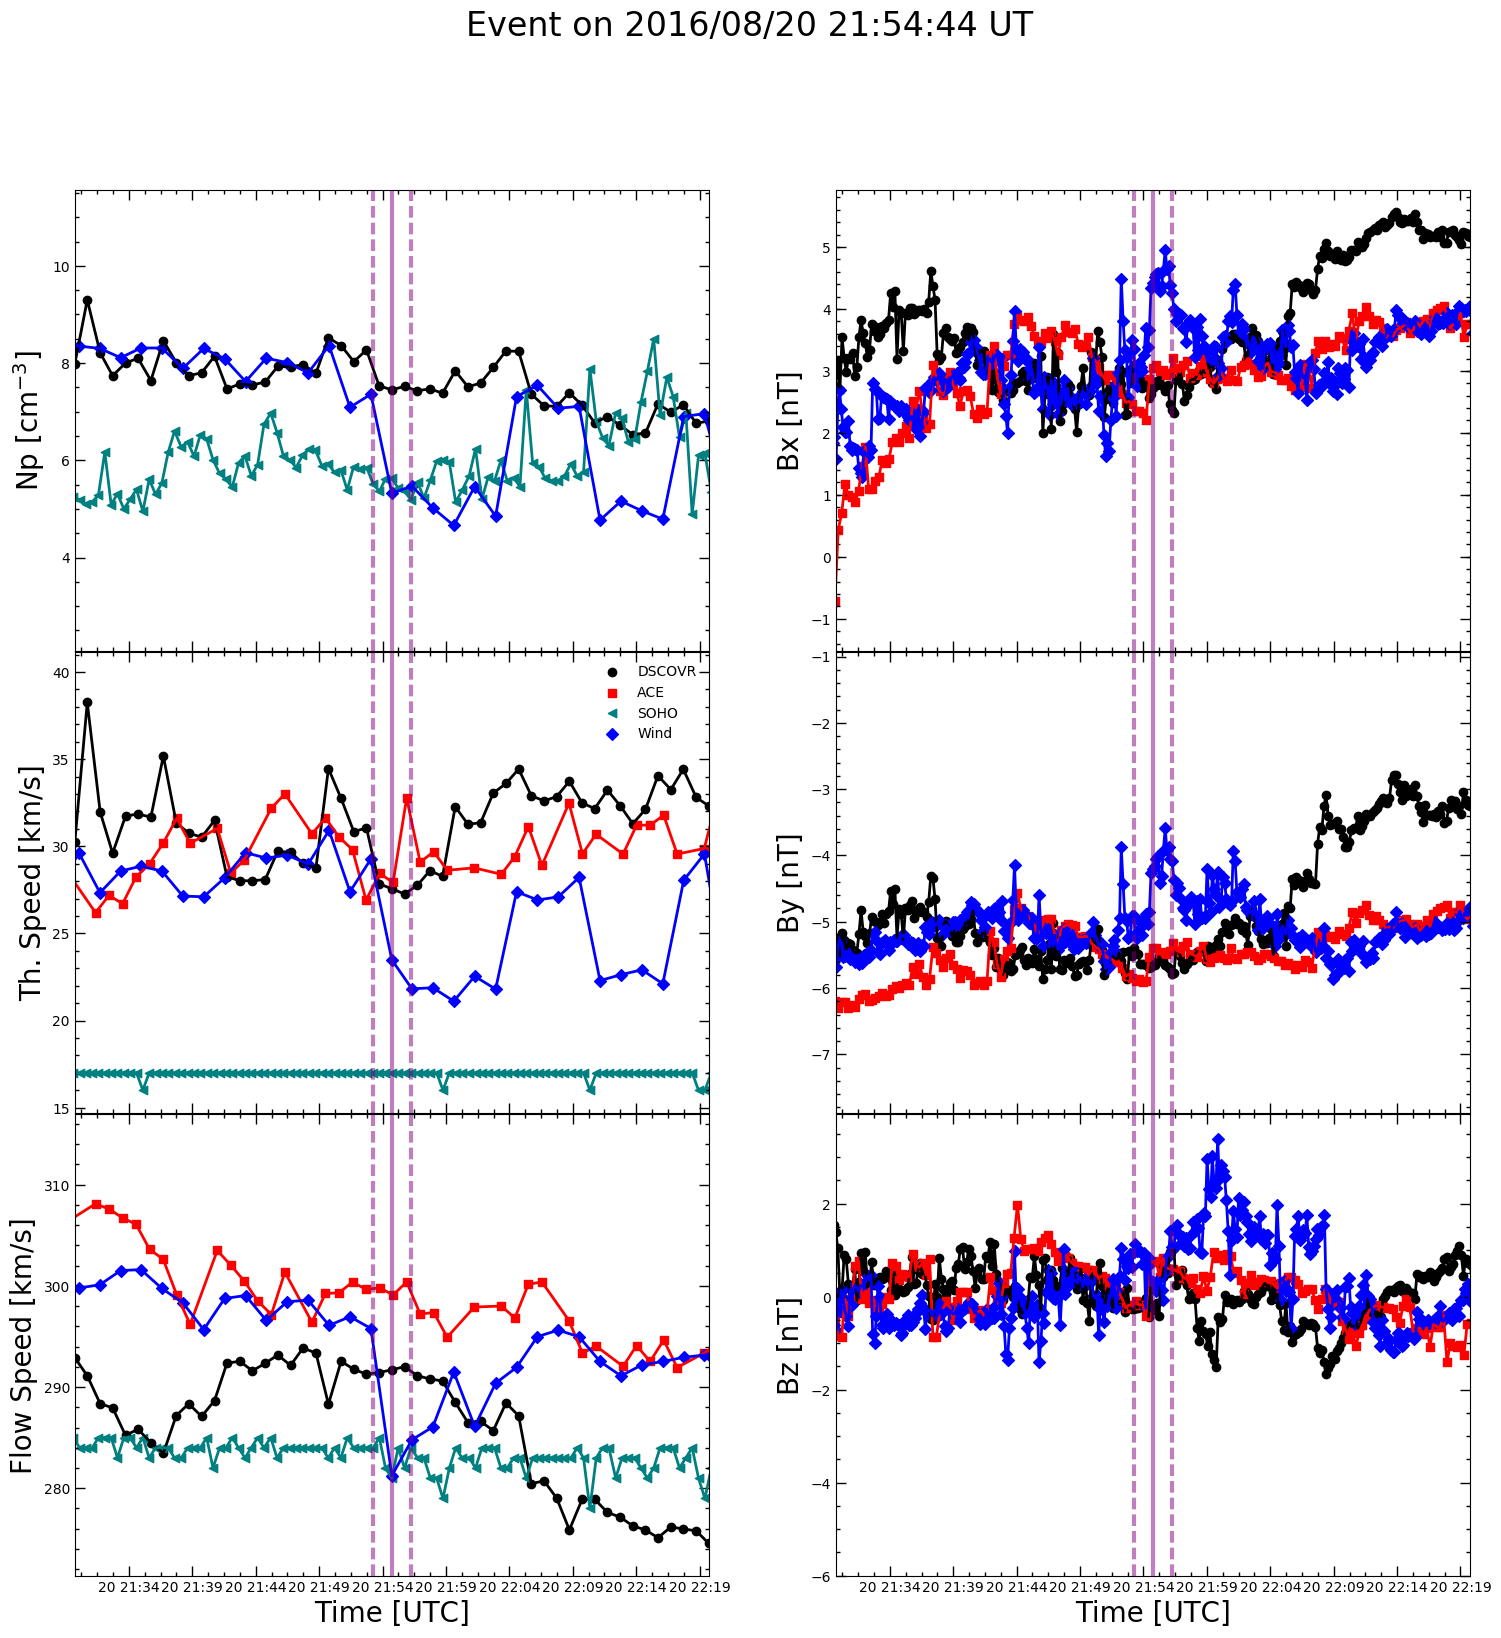 Event on 2016/08/20 21:54:44 UT
Np [cm⁻³]
10
8
6
4
Th. Speed [km/s]
40
35
30
25
20
15
DSCOVR
ACE
SOHO
Wind
Flow Speed [km/s]
310
300
290
280
20 21:34 20 21:39 20 21:44 20 21:49 20 21:54 20 21:59 20 22:04 20 22:09 20 22:14 20 22:19
Time [UTC]
Bx [nT]
5
4
3
2
1
0
−1
By [nT]
−1
−2
−3
−4
−5
−6
−7
Bz [nT]
2
0
−2
−4
−6
20 21:34 20 21:39 20 21:44 20 21:49 20 21:54 20 21:59 20 22:04 20 22:09 20 22:14 20 22:19
Time [UTC]